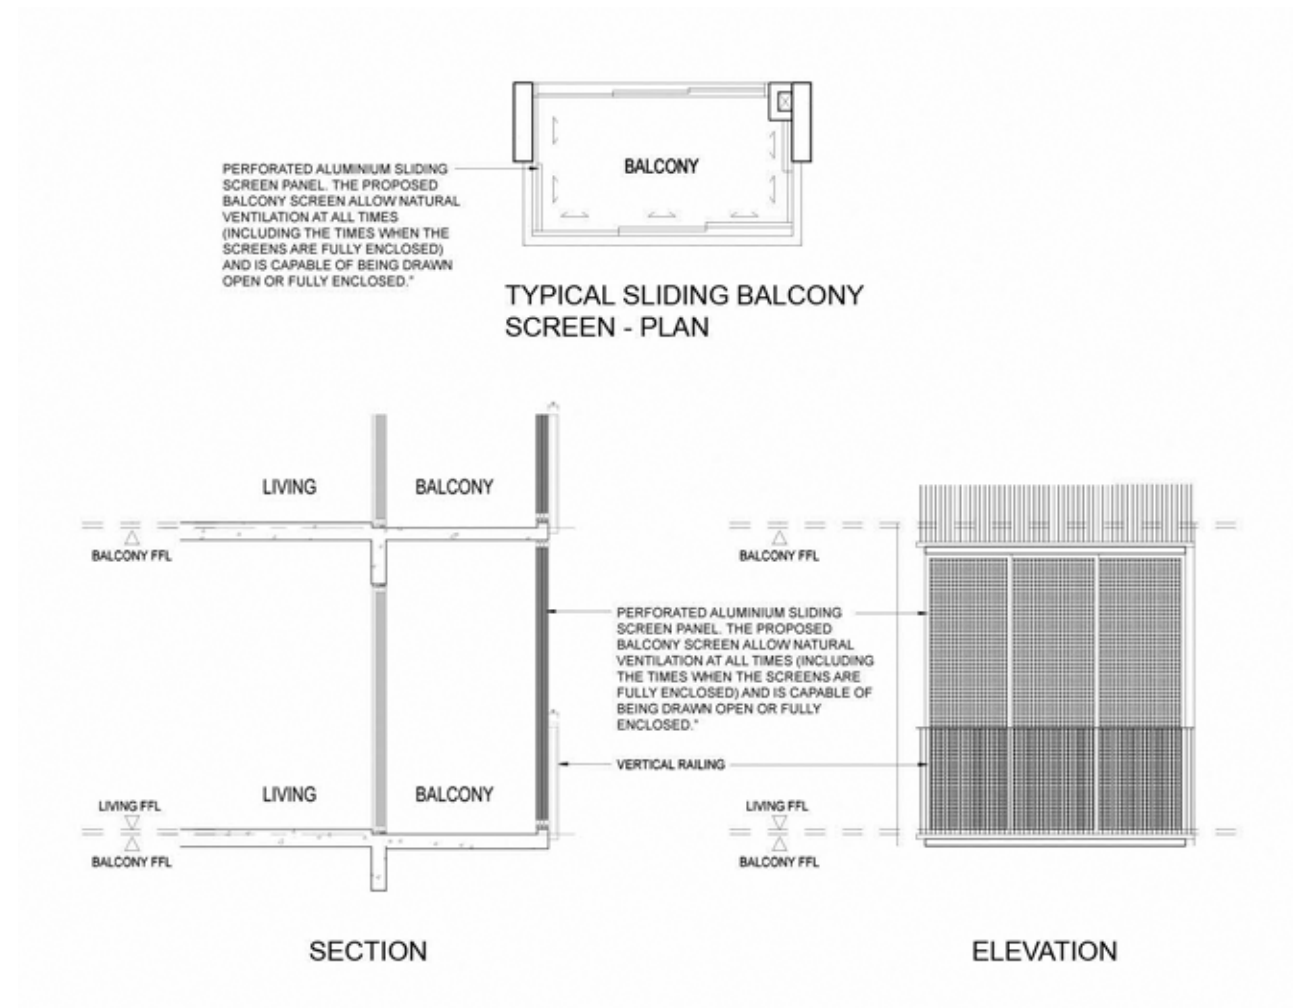 BALCONY
PERFORATED ALUMINIUM SLIDING
SCREEN PANEL. THE PROPOSED
BALCONY SCREEN ALLOW NATURAL
VENTILATION AT ALL TIMES
(INCLUDING THE TIMES WHEN THE
SCREENS ARE FULLY ENCLOSED)
AND IS CAPABLE OF BEING DRAWN
OPEN OR FULLY ENCLOSED."
TYPICAL SLIDING BALCONY
SCREEN - PLAN
LIVING
BALCONY
BALCONY FFL
BALCONY FFL
PERFORATED ALUMINIUM SLIDING
SCREEN PANEL. THE PROPOSED
BALCONY SCREEN ALLOW NATURAL
VENTILATION AT ALL TIMES (INCLUDING
THE TIMES WHEN THE SCREENS ARE
FULLY ENCLOSED) AND IS CAPABLE OF
BEING DRAWN OPEN OR FULLY
ENCLOSED."
VERTICAL RAILING
LIVING
BALCONY
LIVING FFL
BALCONY FFL
LIVING FFL
BALCONY FFL
SECTION
ELEVATION